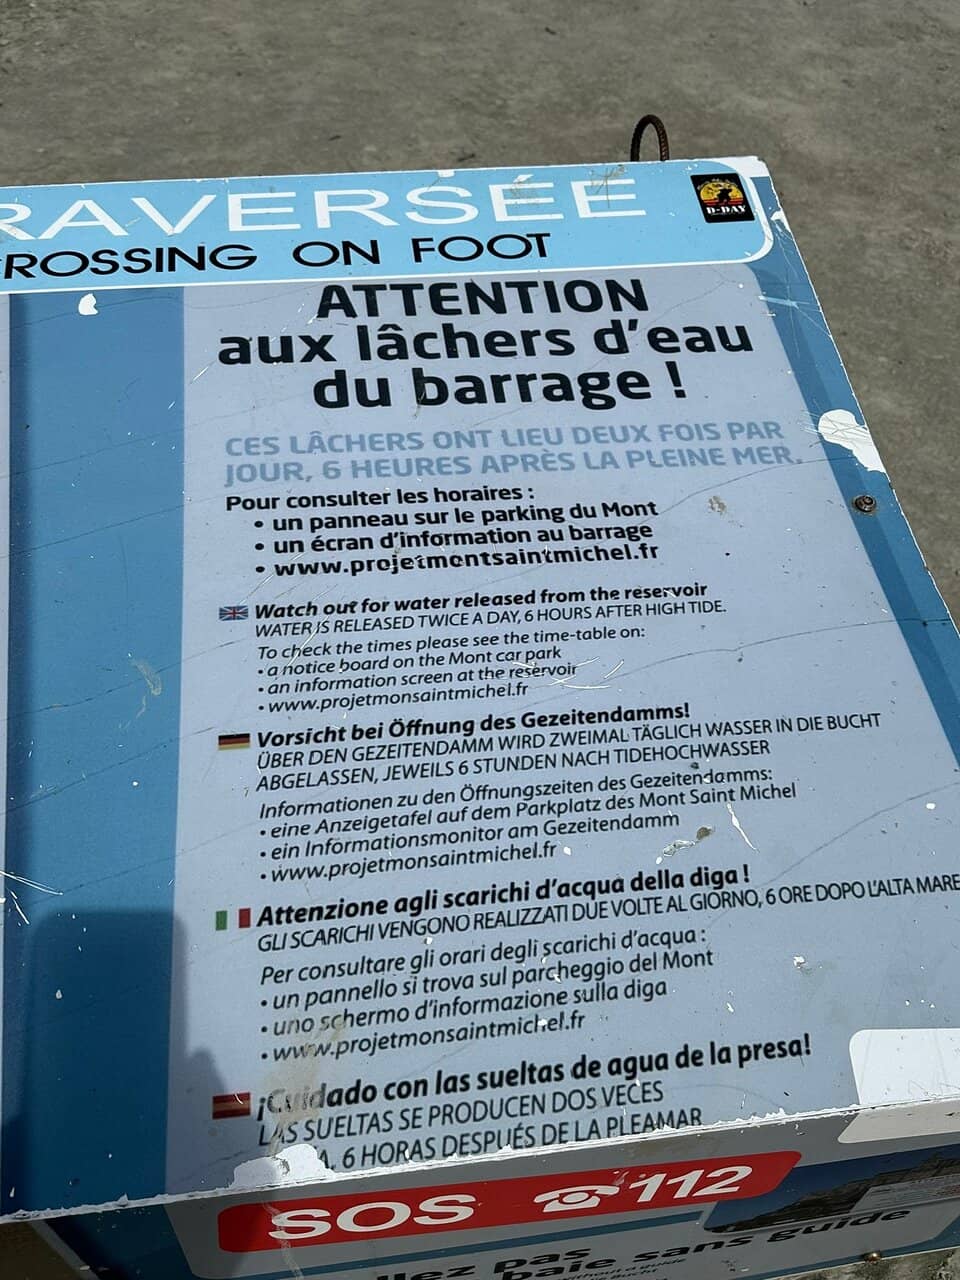 RAVERSÉE
ROSSING ON FOOT
D-DAY
ATTENTION
aux lâchers d'eau
du barrage !
CES LÂCHERS ONT LIEU DEUX FOIS PAR
JOUR, 6 HEURES APRÈS LA PLEINE MER.
Pour consulter les horaires :
• un panneau sur le parking du Mont
• un écran d'information au barrage
• www.projetmontsaintmichel.fr
Watch out for water released from the reservoir
WATER IS RELEASED TWICE A DAY, 6 HOURS AFTER HIGH TIDE.
To check the times please see the time-table on:
• a notice board on the Mont car park
• an information screen at the reservoir
• www.projetmonsaintmichel.fr
Vorsicht bei Öffnung des Gezeitendamms!
ÜBER DEN GEZEITENDAMM WIRD ZWEIMAL TÄGLICH WASSER IN DIE BUCHT
ABGELASSEN, JEWEILS 6 STUNDEN NACH TIDEHOCHWASSER
Informationen zu den Öffnungszeiten des Gezeitendamms:
• eine Anzeigetafel auf dem Parkplatz des Mont Saint Michel
• ein Informationsmonitor am Gezeitendamm
• www.projetmonsaintmichel.fr
Attenzione agli scarichi d'acqua della diga !
GLI SCARICHI VENGONO REALIZZATI DUE VOLTE AL GIORNO, 6 ORE DOPO L'ALTA MARE
Per consultare gli orari degli scarichi d'acqua :
• un pannello si trova sul parcheggio del Mont
• uno schermo d'informazione sulla diga
• www.projetmonsaintmichel.fr
¡Cuidado con las sueltas de agua de la presa!
LAS SUELTAS SE PRODUCEN DOS VECES
A, 6 HORAS DESPUÉS DE LA PLEAMAR
SOS ☎112
llez pas
baie sans guide
without a guide